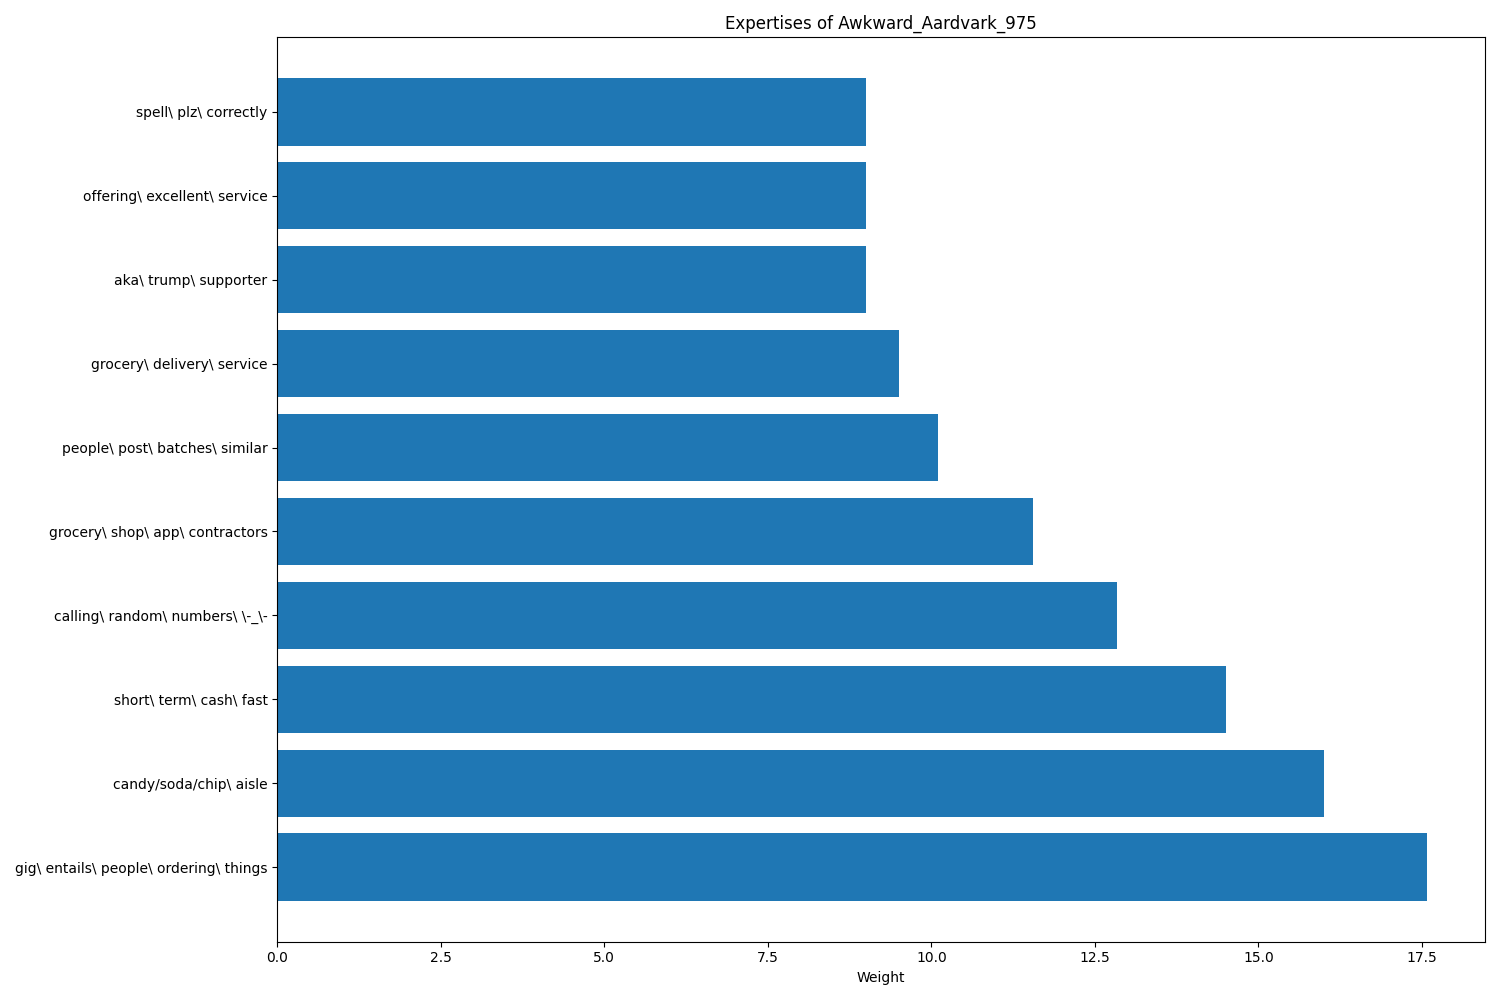 Expertises of Awkward_Aardvark_975
spell\ plz\ correctly
offering\ excellent\ service
aka\ trump\ supporter
grocery\ delivery\ service
people\ post\ batches\ similar
grocery\ shop\ app\ contractors
calling\ random\ numbers\ \-_\-
short\ term\ cash\ fast
candy/soda/chip\ aisle
gig\ entails\ people\ ordering\ things
0.0 2.5 5.0 7.5 10.0 12.5 15.0 17.5
Weight